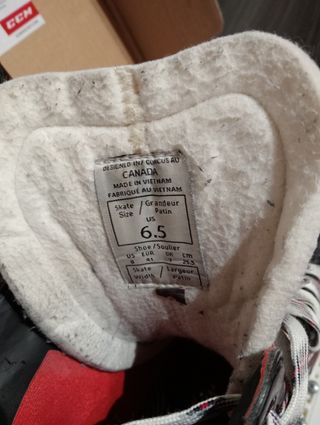 CCM
DESIGNED IN / CONCUS AU
CANADA
MADE IN VIETNAM
FABRIQUÉ AU VIETNAM
Skate / Grandeur
Size / Patin
US
6.5
Shoe/Soulier
US EUR UK cm
8 41 7 25.5
Skate / Largeur
Width / Patin